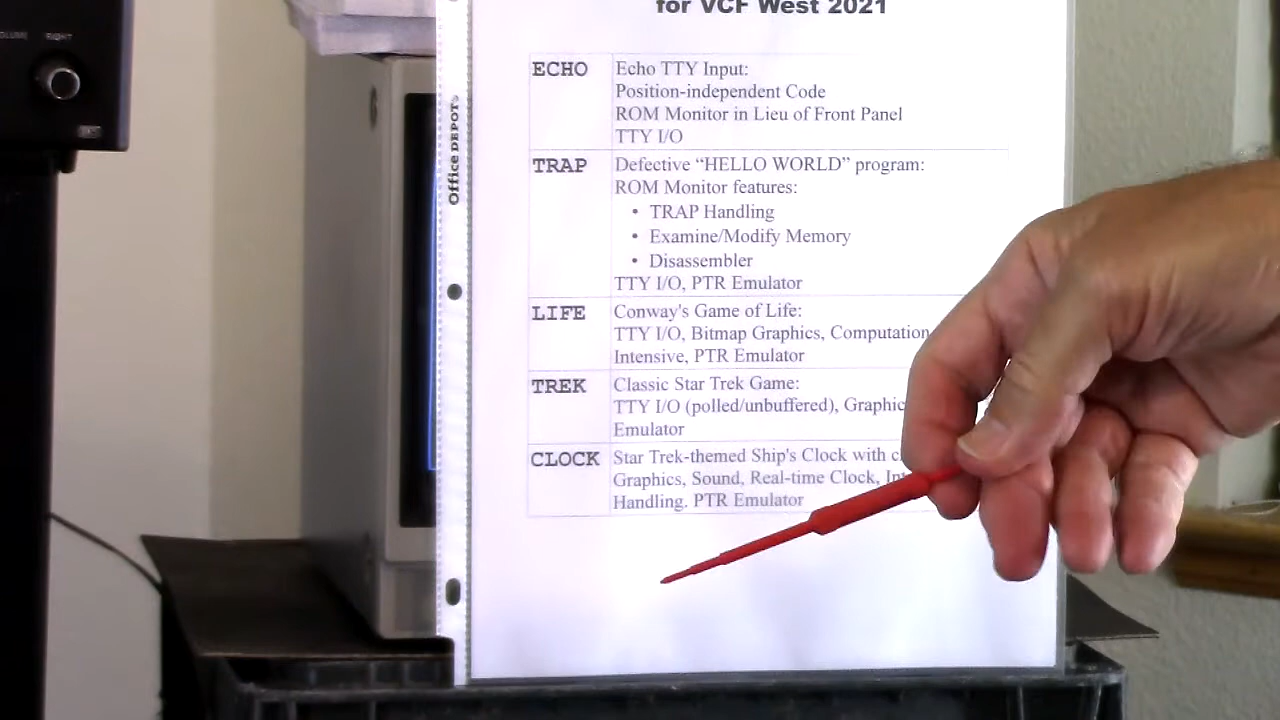 for VCF West 2021
RIGHT
ECHO
Echo TTY Input:
Position-independent Code
ROM Monitor in Lieu of Front Panel
TTY I/O
TRAP
Defective “HELLO WORLD” program:
ROM Monitor features:
• TRAP Handling
• Examine/Modify Memory
• Disassembler
TTY I/O, PTR Emulator
LIFE
Conway's Game of Life:
TTY I/O, Bitmap Graphics, Computation
Intensive, PTR Emulator
TREK
Classic Star Trek Game:
TTY I/O (polled/unbuffered),
Emulator
CLOCK
Star Trek-themed Ship's Clock with
Graphics, Sound, Real-time Clock,
Handling. PTR Emulator
Office DEPOT